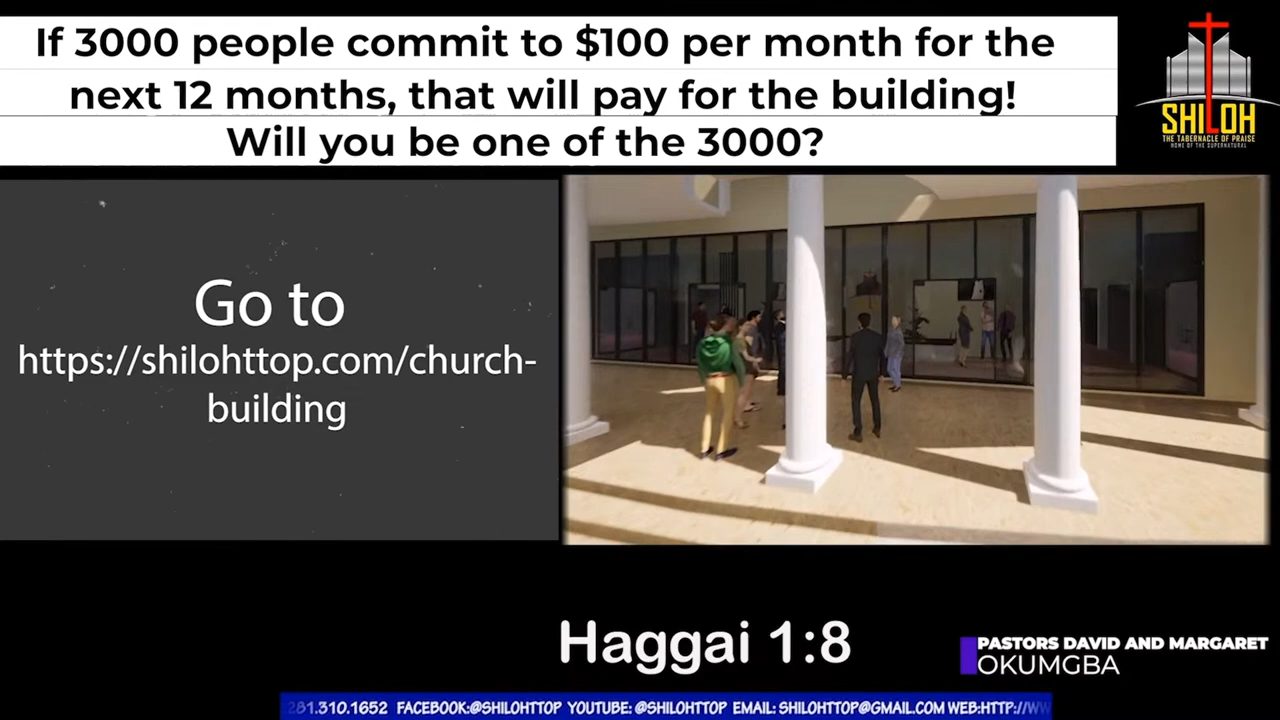 If 3000 people commit to $100 per month for the
next 12 months, that will pay for the building!
Will you be one of the 3000?
SHILOH
THE TABERNACLE OF PRAISE
HOME OF THE SUPERNATURAL
Go to
https://shilohttop.com/church-
building
Haggai 1:8
PASTORS DAVID AND MARGARET
OKUMGBA
281.310.1652 FACEBOOK:@SHILOHTTOP YOUTUBE: @SHILOHTTOP EMAIL: SHILOHTTOP@GMAIL.COM WEB:HTTP://WW